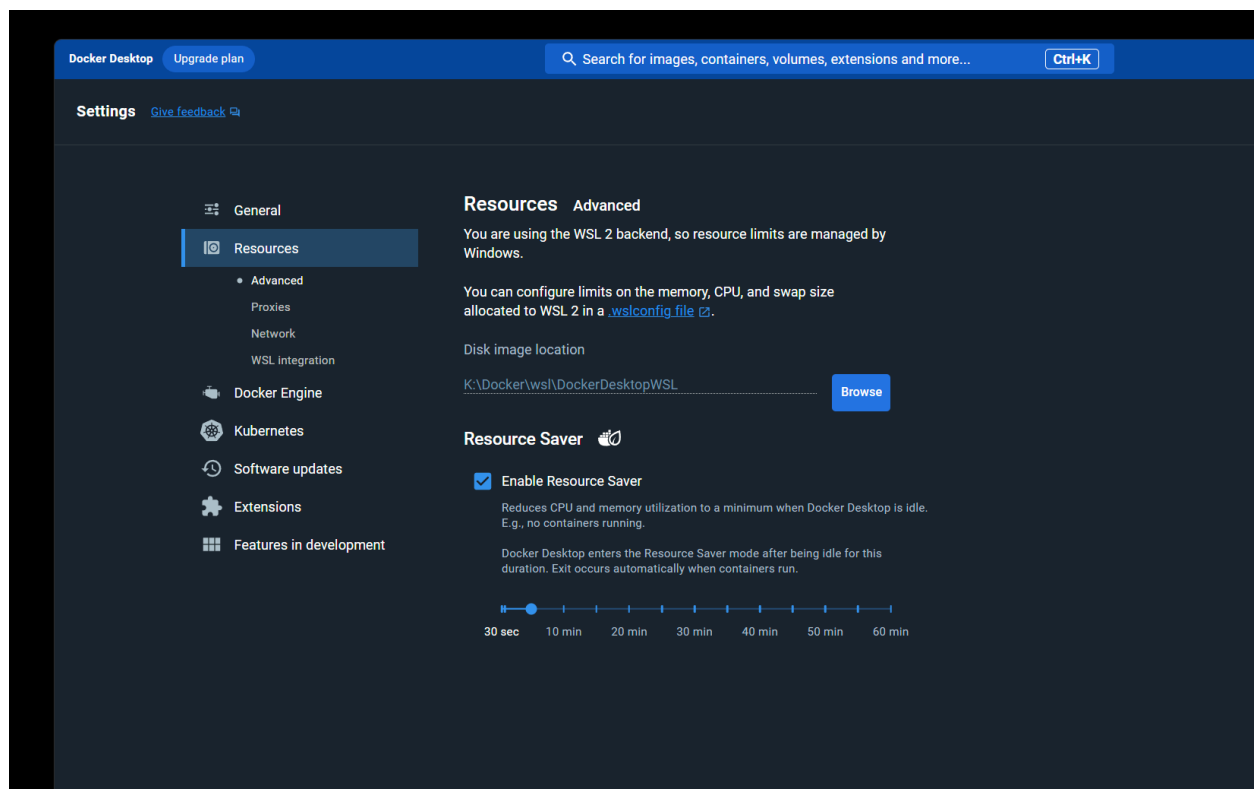 Docker Desktop Upgrade plan Search for images, containers, volumes, extensions and more... Ctrl+K
Settings Give feedback
General
Resources
Advanced
Proxies
Network
WSL integration
Docker Engine
Kubernetes
Software updates
Extensions
Features in development
Resources Advanced
You are using the WSL 2 backend, so resource limits are managed by
Windows.
You can configure limits on the memory, CPU, and swap size
allocated to WSL 2 in a .wslconfig file.
Disk image location
K:\Docker\wsl\DockerDesktopWSL Browse
Resource Saver
Enable Resource Saver
Reduces CPU and memory utilization to a minimum when Docker Desktop is idle.
E.g., no containers running.
Docker Desktop enters the Resource Saver mode after being idle for this
duration. Exit occurs automatically when containers run.
30 sec 10 min 20 min 30 min 40 min 50 min 60 min